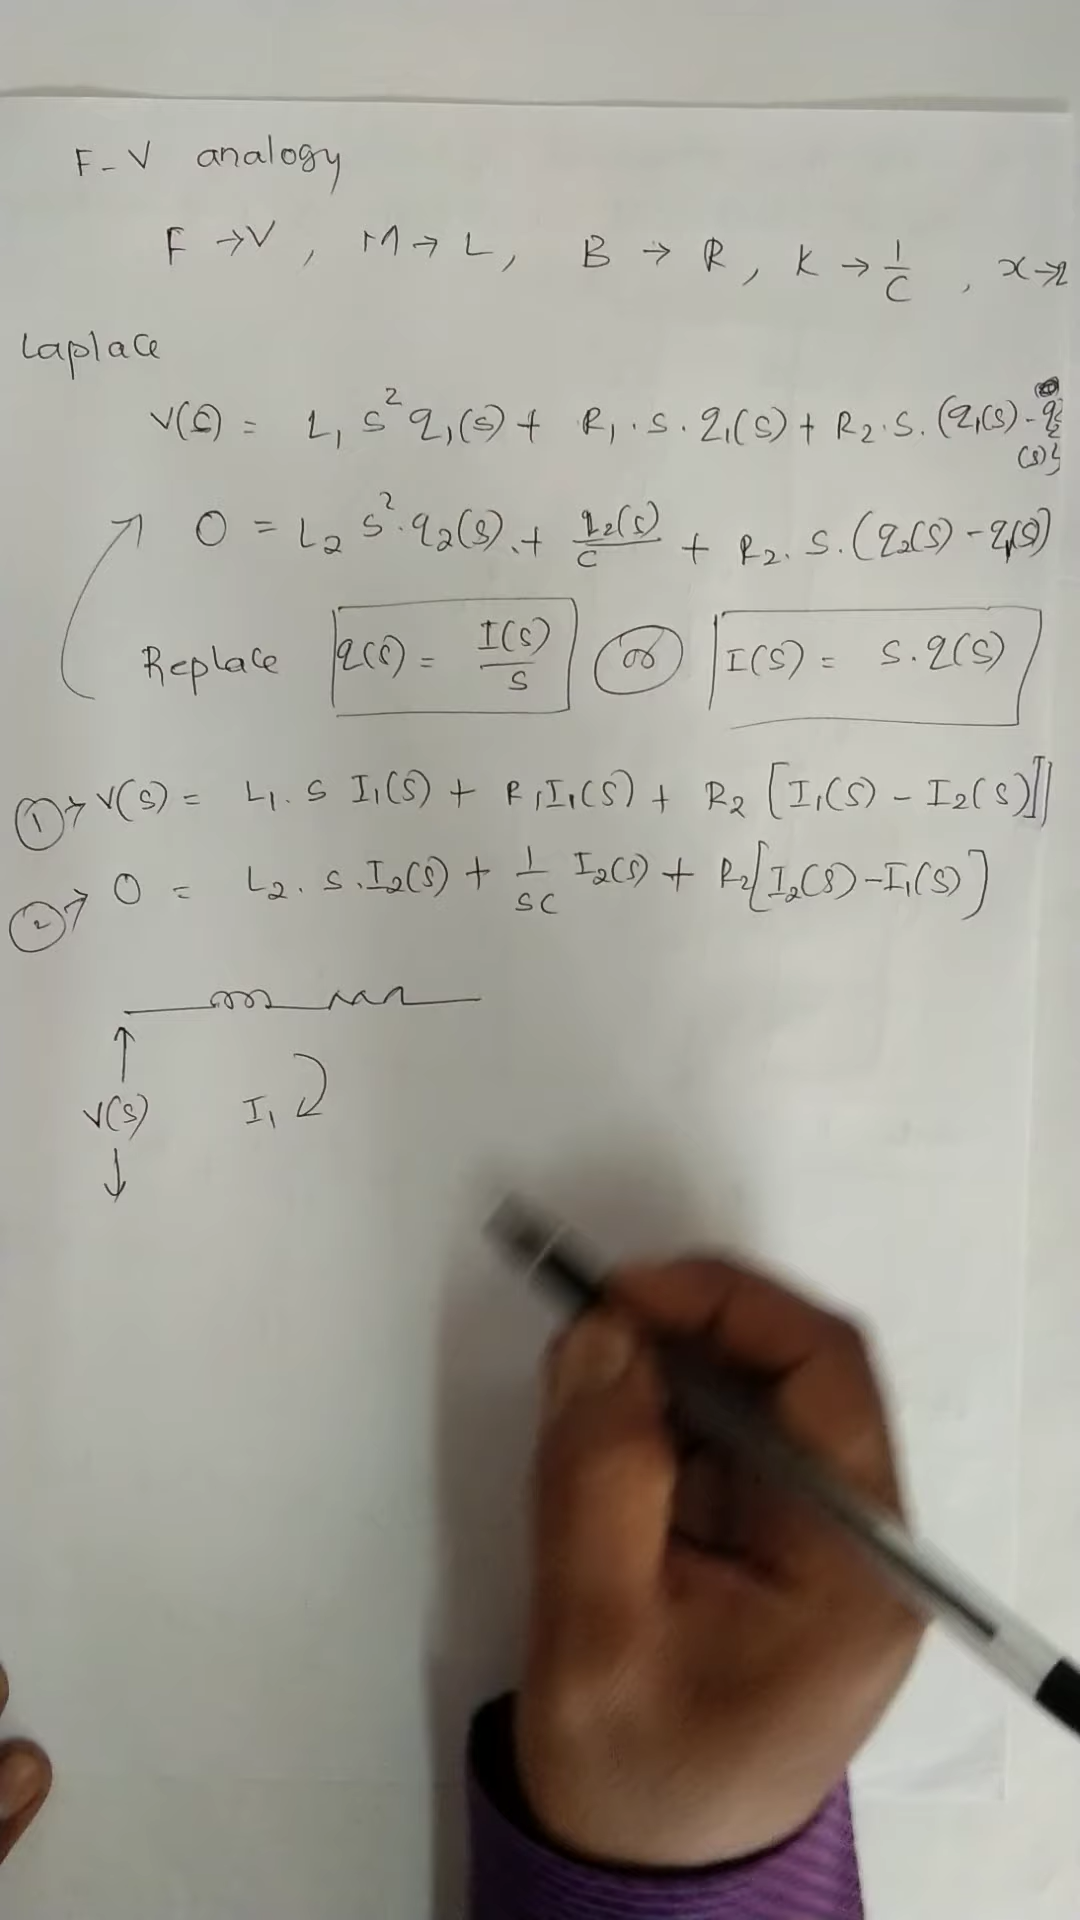 F-V analogy
F → V, M → L, B → R, K → 1/C, x → q
Laplace
V(s) = L₁ s² q₁(s) + R₁.s.q₁(s) + R₂.s.(q₁(s) - q₂(s))
0 = L₂ s².q₂(s) + q₂(s)/C + R₂.s.(q₂(s) - q₁(s))
Replace q(s) = I(s)/s or I(s) = s.q(s)
① → V(s) = L₁.s I₁(s) + R₁I₁(s) + R₂ [I₁(s) - I₂(s)]
② → 0 = L₂.s.I₂(s) + 1/sC I₂(s) + R₂[I₂(s) - I₁(s)]
V(s) I₁